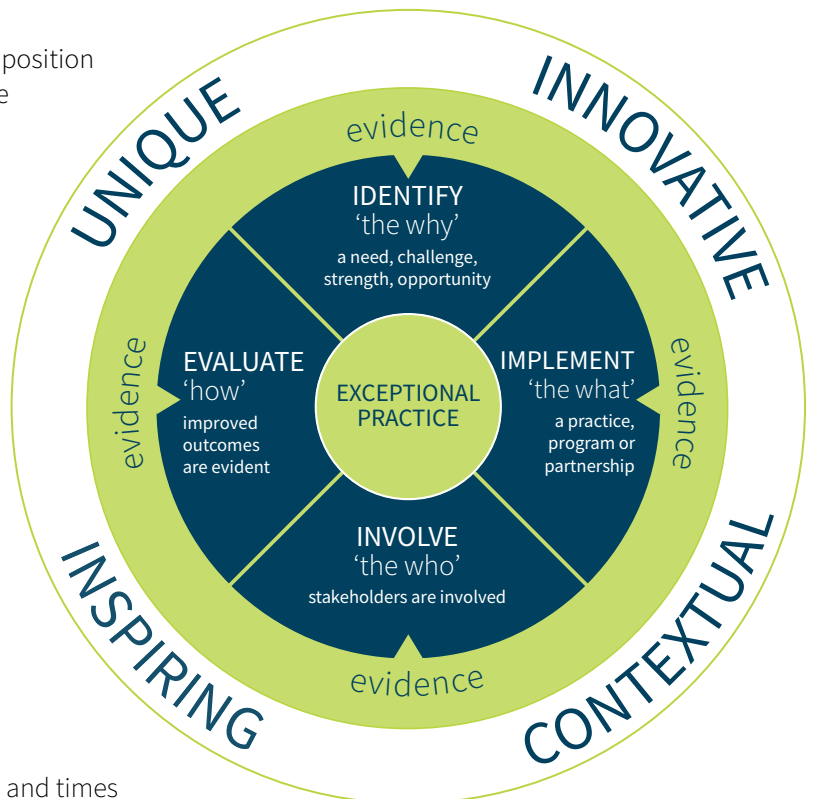 position
e
UNIQUE
INNOVATIVE
evidence
IDENTIFY
‘the why’
a need, challenge,
strength, opportunity
evidence
EVALUATE
‘how’
improved
outcomes
are evident
EXCEPTIONAL
PRACTICE
IMPLEMENT
‘the what’
a practice,
program or
partnership
evidence
INVOLVE
‘the who’
stakeholders are involved
evidence
INSPIRING
CONTEXTUAL
and times